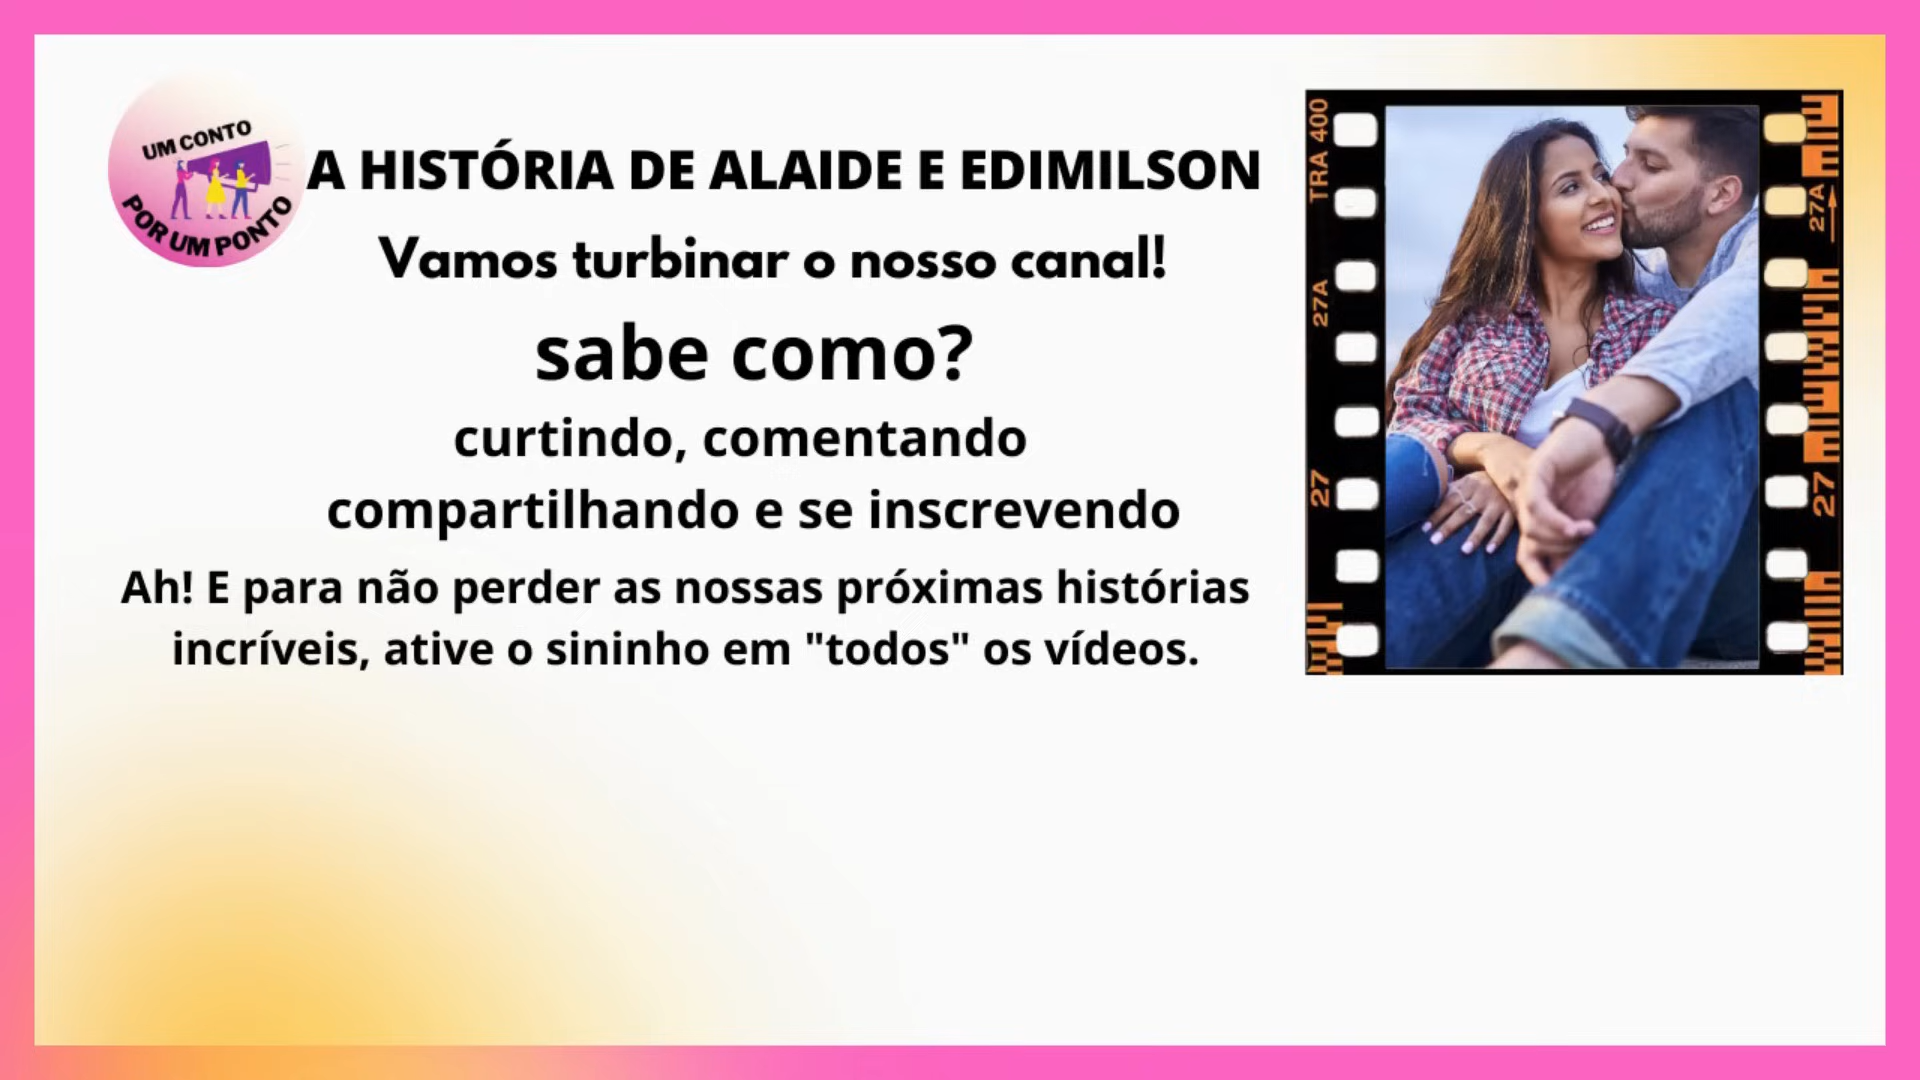 UM CONTO
POR UM PONTO
A HISTÓRIA DE ALAIDE E EDIMILSON
Vamos turbinar o nosso canal!
sabe como?
curtindo, comentando
compartilhando e se inscrevendo
Ah! E para não perder as nossas próximas histórias
incríveis, ative o sininho em "todos" os vídeos.
TRA 400
27A
27
27A
27